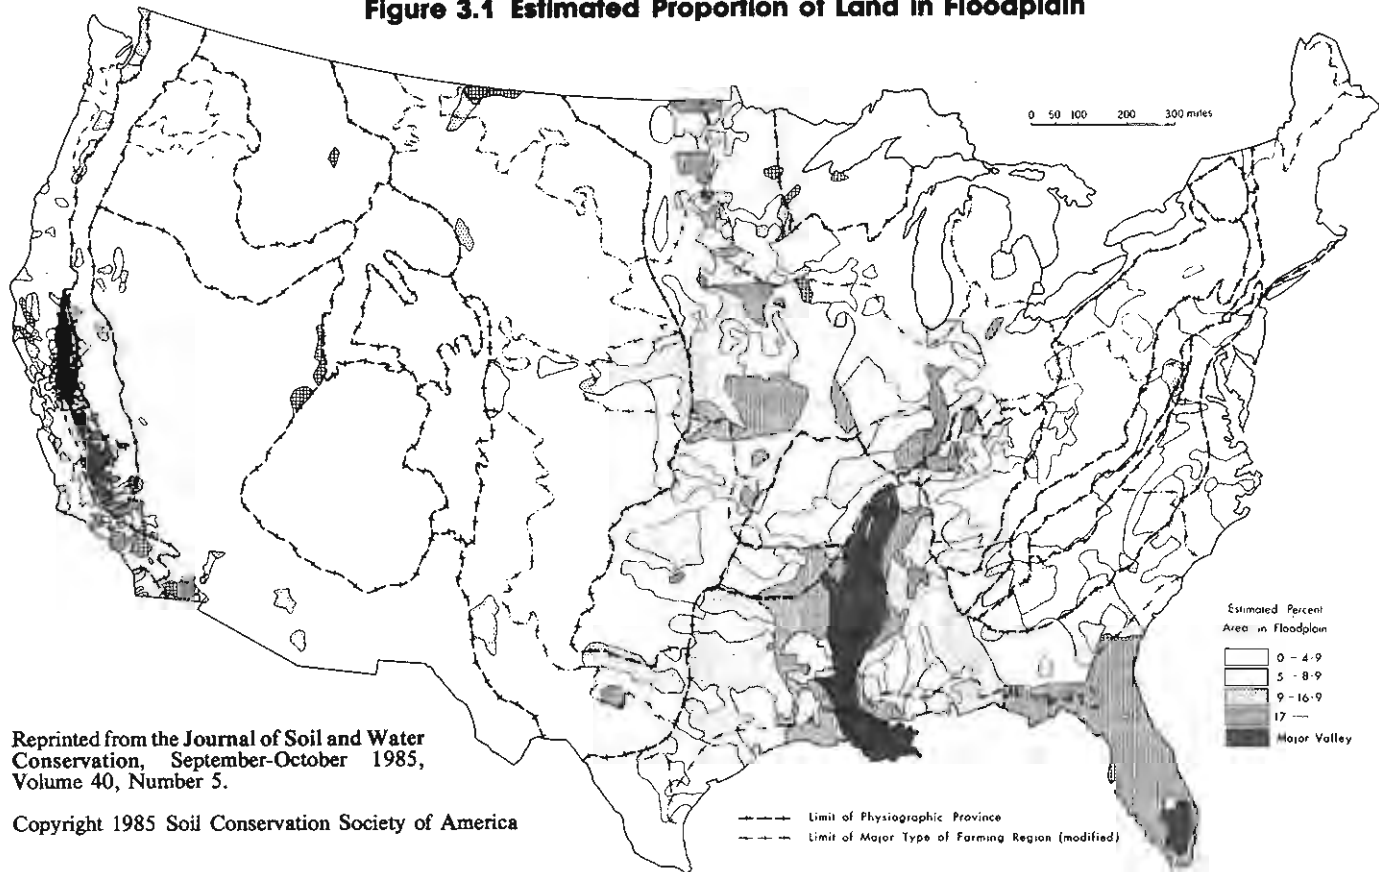 Figure 3.1 Estimated Proportion of Land in Floodplain
0 50 100 200 300 miles
Estimated Percent
Area in Floodplain
0 - 4·9
5 - 8·9
9 - 16·9
17 —
Major Valley
Reprinted from the Journal of Soil and Water
Conservation, September-October 1985,
Volume 40, Number 5.
Copyright 1985 Soil Conservation Society of America
Limit of Physiographic Province
Limit of Major Type of Farming Region (modified)